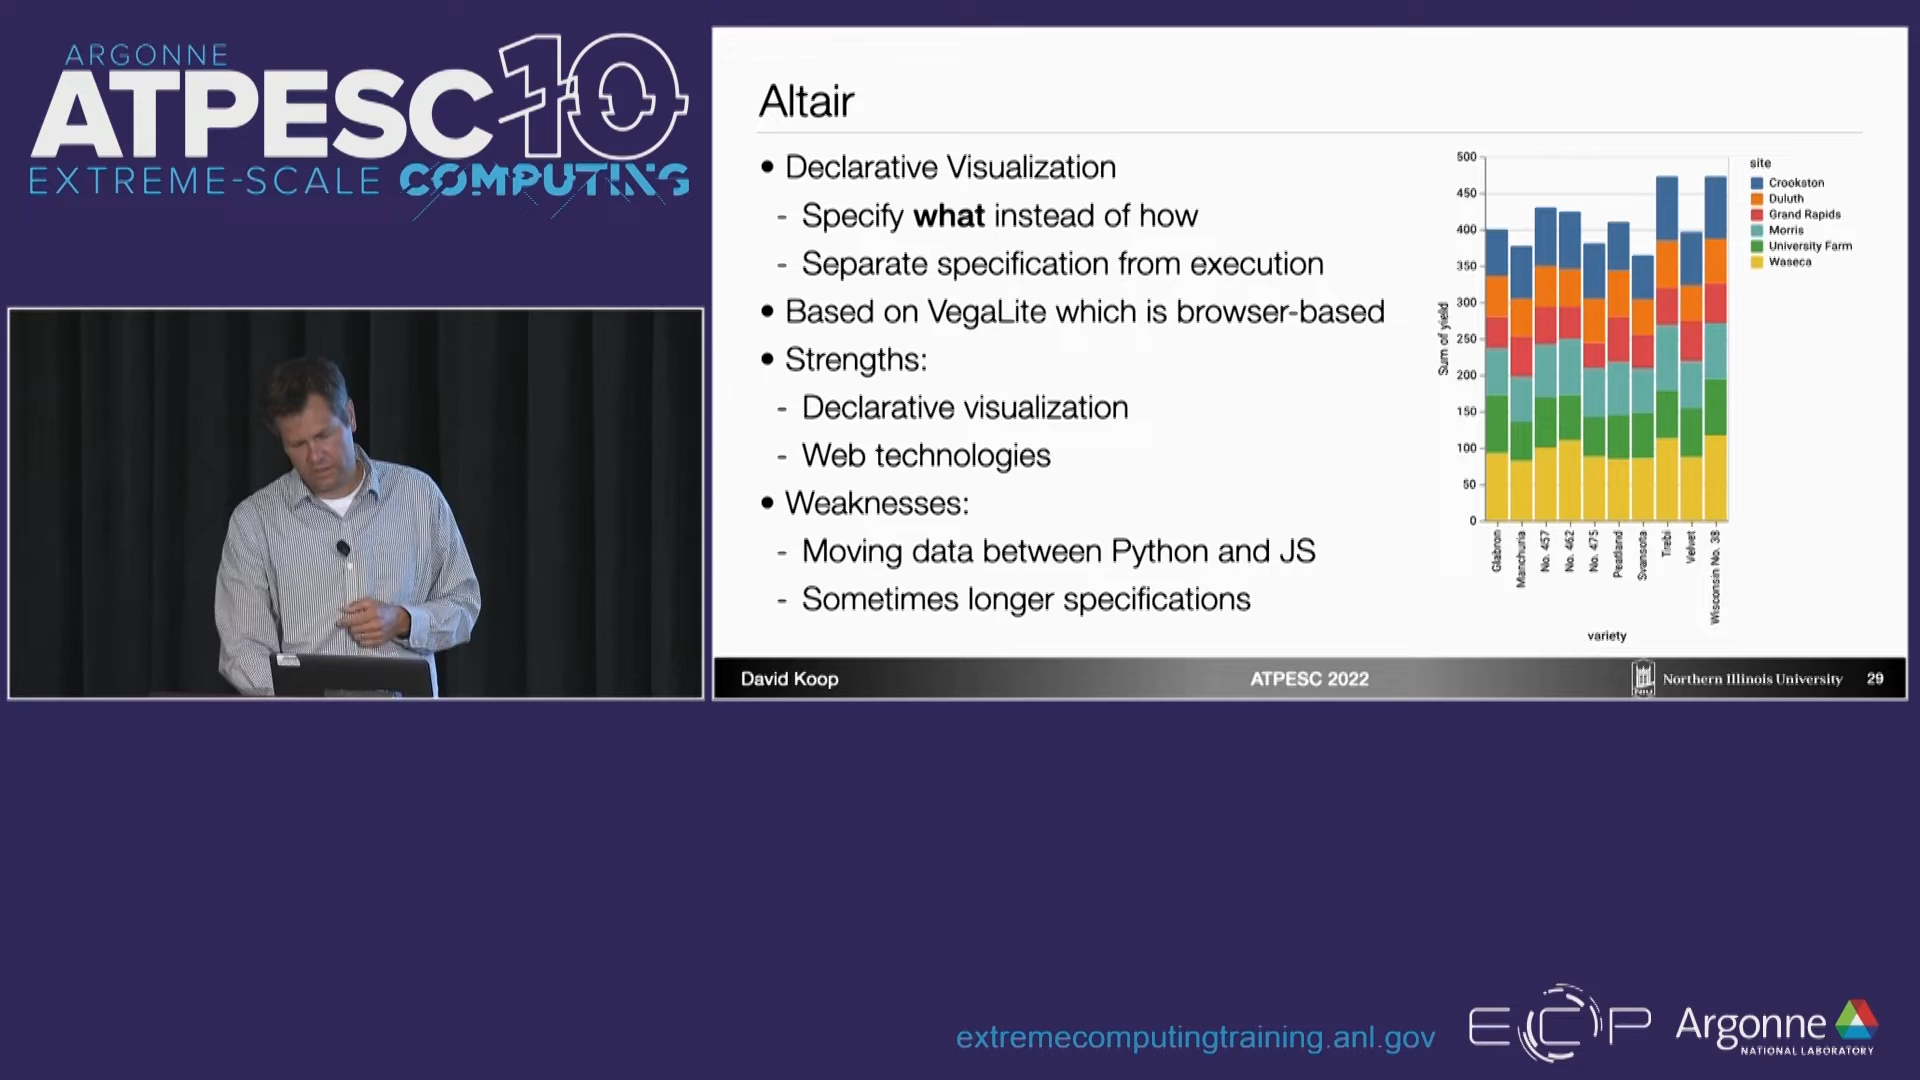 ARGONNE
ATPESC10
EXTREME-SCALE COMPUTING
Altair
• Declarative Visualization
- Specify what instead of how
- Separate specification from execution
• Based on VegaLite which is browser-based
• Strengths:
- Declarative visualization
- Web technologies
• Weaknesses:
- Moving data between Python and JS
- Sometimes longer specifications
500
450
400
350
300
250
200
150
100
50
0
Sum of yield
Glabron
Manchuria
No. 457
No. 462
No. 475
Peatland
Svansota
Trebi
Velvet
Wisconsin No. 38
variety
site
Crookston
Duluth
Grand Rapids
Morris
University Farm
Waseca
David Koop
ATPESC 2022
NIU
Northern Illinois University
29
extremecomputingtraining.anl.gov
ECP
Argonne
NATIONAL LABORATORY